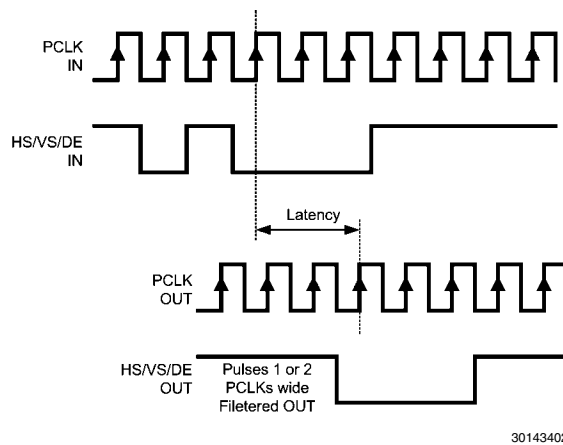 PCLK
IN
HS/VS/DE
IN
Latency
PCLK
OUT
HS/VS/DE
OUT
Pulses 1 or 2
PCLKs wide
Filetered OUT
30143402